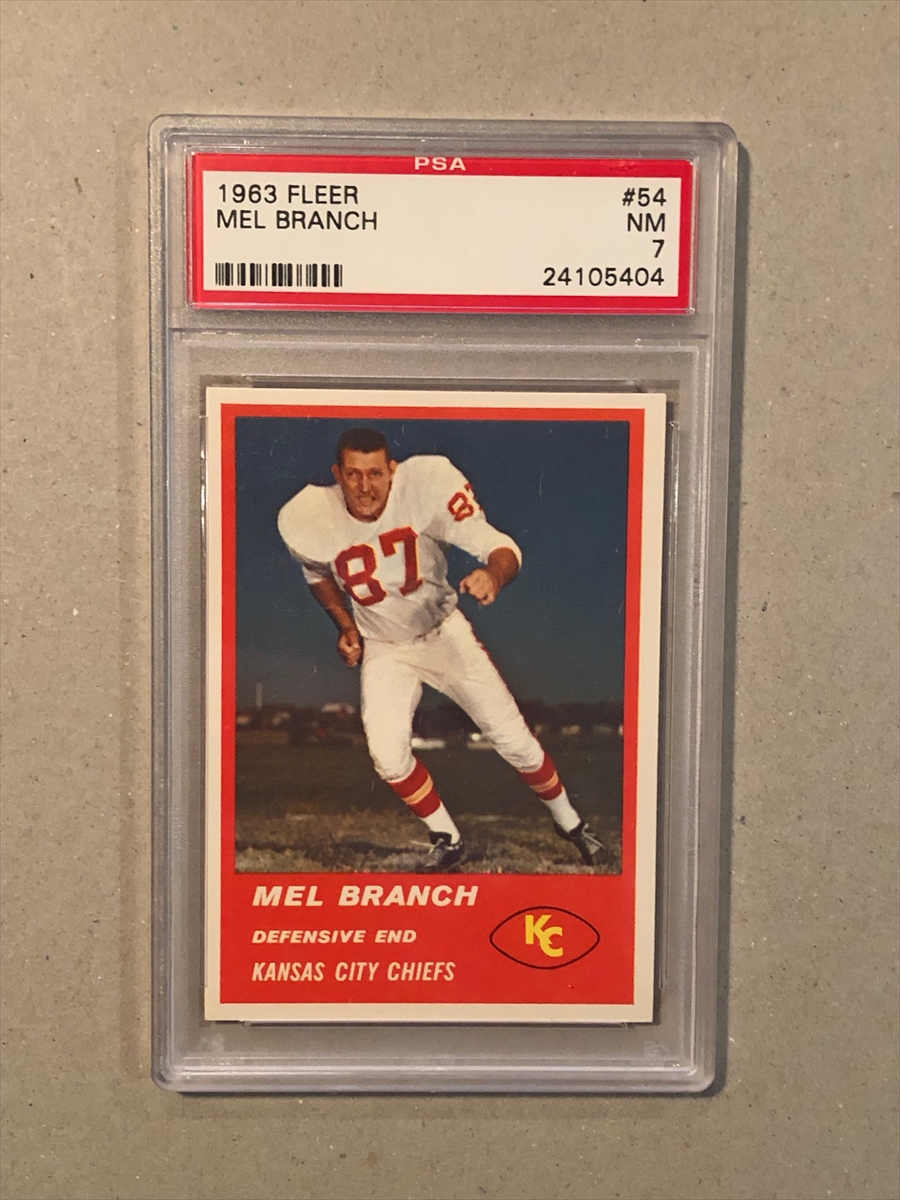 PSA
1963 FLEER #54
MEL BRANCH NM
7
24105404
87
87
MEL BRANCH
DEFENSIVE END
KANSAS CITY CHIEFS
KC